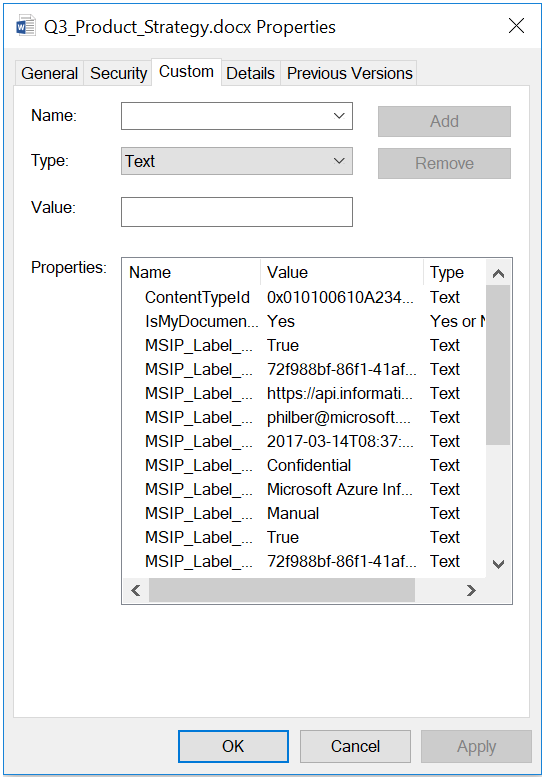 Q3_Product_Strategy.docx Properties
General Security Custom Details Previous Versions
Name: Add
Type: Text Remove
Value:
Properties: Name Value Type
ContentTypeId 0x010100610A234... Text
IsMyDocumen... Yes Yes or N
MSIP_Label_... True Text
MSIP_Label_... 72f988bf-86f1-41af... Text
MSIP_Label_... https://api.informati... Text
MSIP_Label_... philber@microsoft.... Text
MSIP_Label_... 2017-03-14T08:37:... Text
MSIP_Label_... Confidential Text
MSIP_Label_... Microsoft Azure Inf... Text
MSIP_Label_... Manual Text
MSIP_Label_... True Text
MSIP_Label_... 72f988bf-86f1-41af... Text
OK Cancel Apply